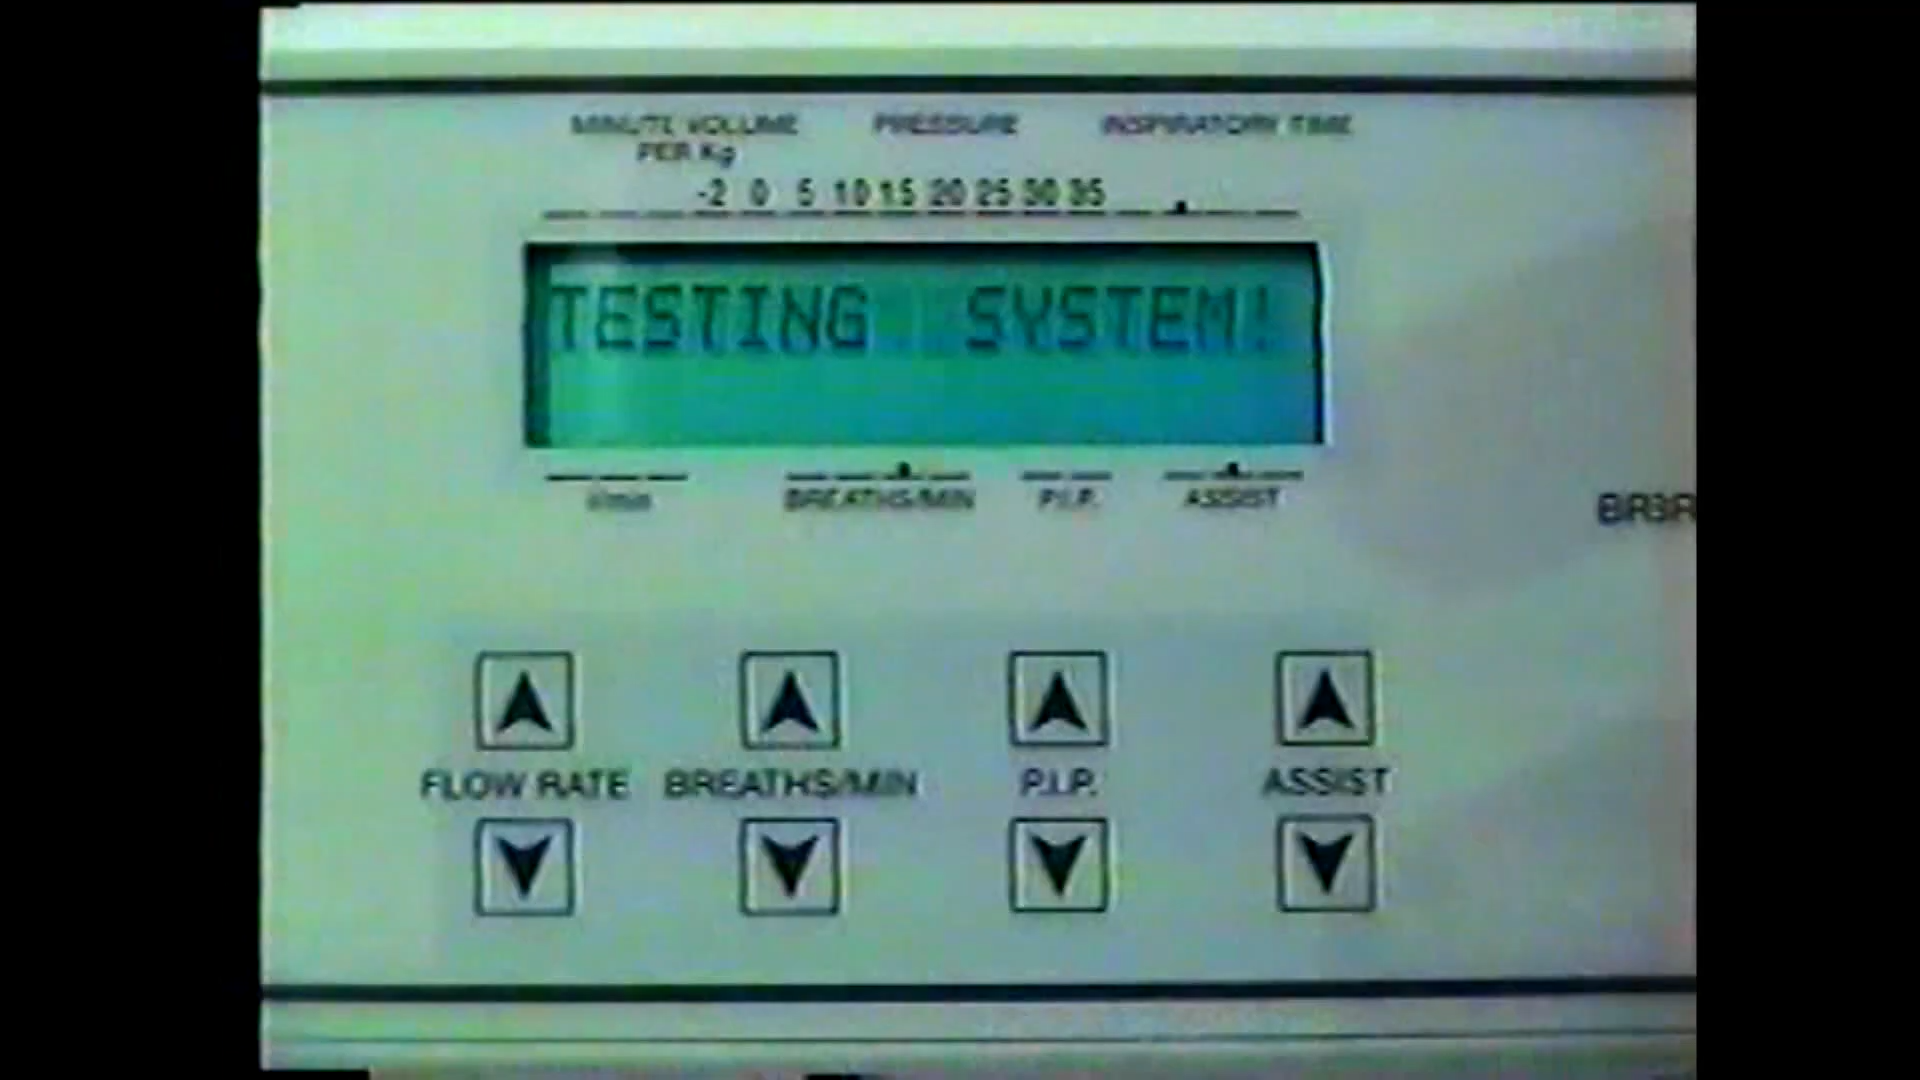 MINUTE VOLUME PRESSURE INSPIRATORY TIME
PER Kg
-2 0 5 10 15 20 25 30 35
TESTING SYSTEM!
BREATHS/MIN P.I.P. ASSIST
FLOW RATE BREATHS/MIN P.I.P. ASSIST